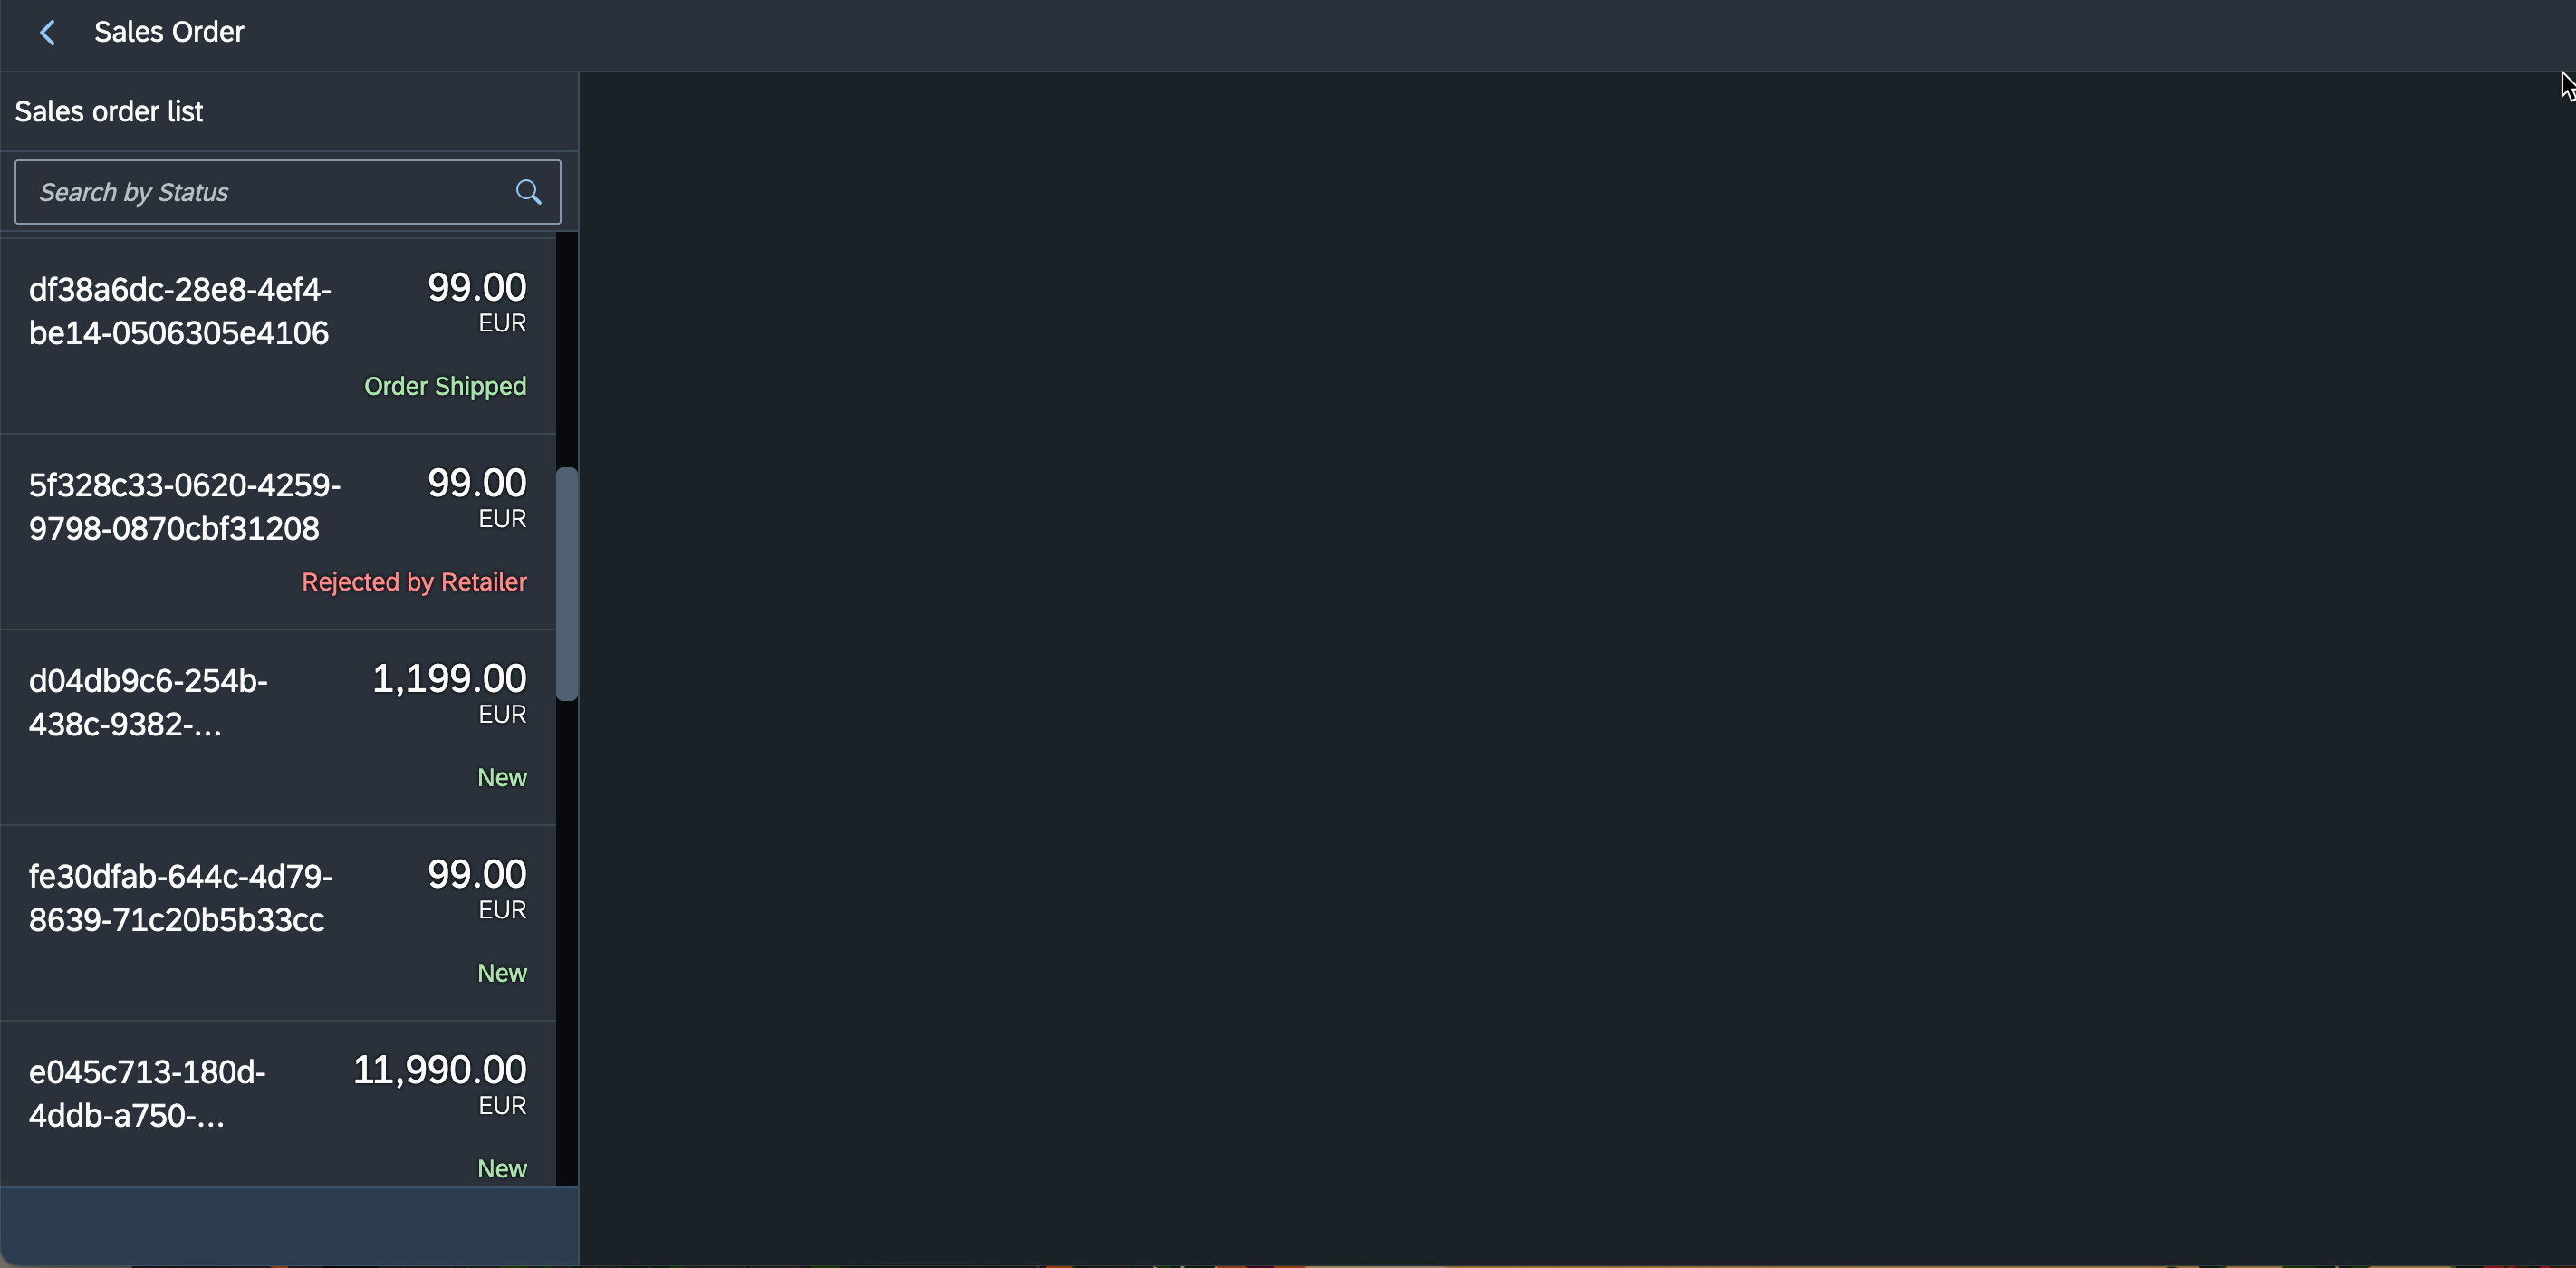 Sales Order
Sales order list
Search by Status
df38a6dc-28e8-4ef4-
be14-0506305e4106
99.00
EUR
Order Shipped
5f328c33-0620-4259-
9798-0870cbf31208
99.00
EUR
Rejected by Retailer
d04db9c6-254b-
438c-9382-...
1,199.00
EUR
New
fe30dfab-644c-4d79-
8639-71c20b5b33cc
99.00
EUR
New
e045c713-180d-
4ddb-a750-...
11,990.00
EUR
New